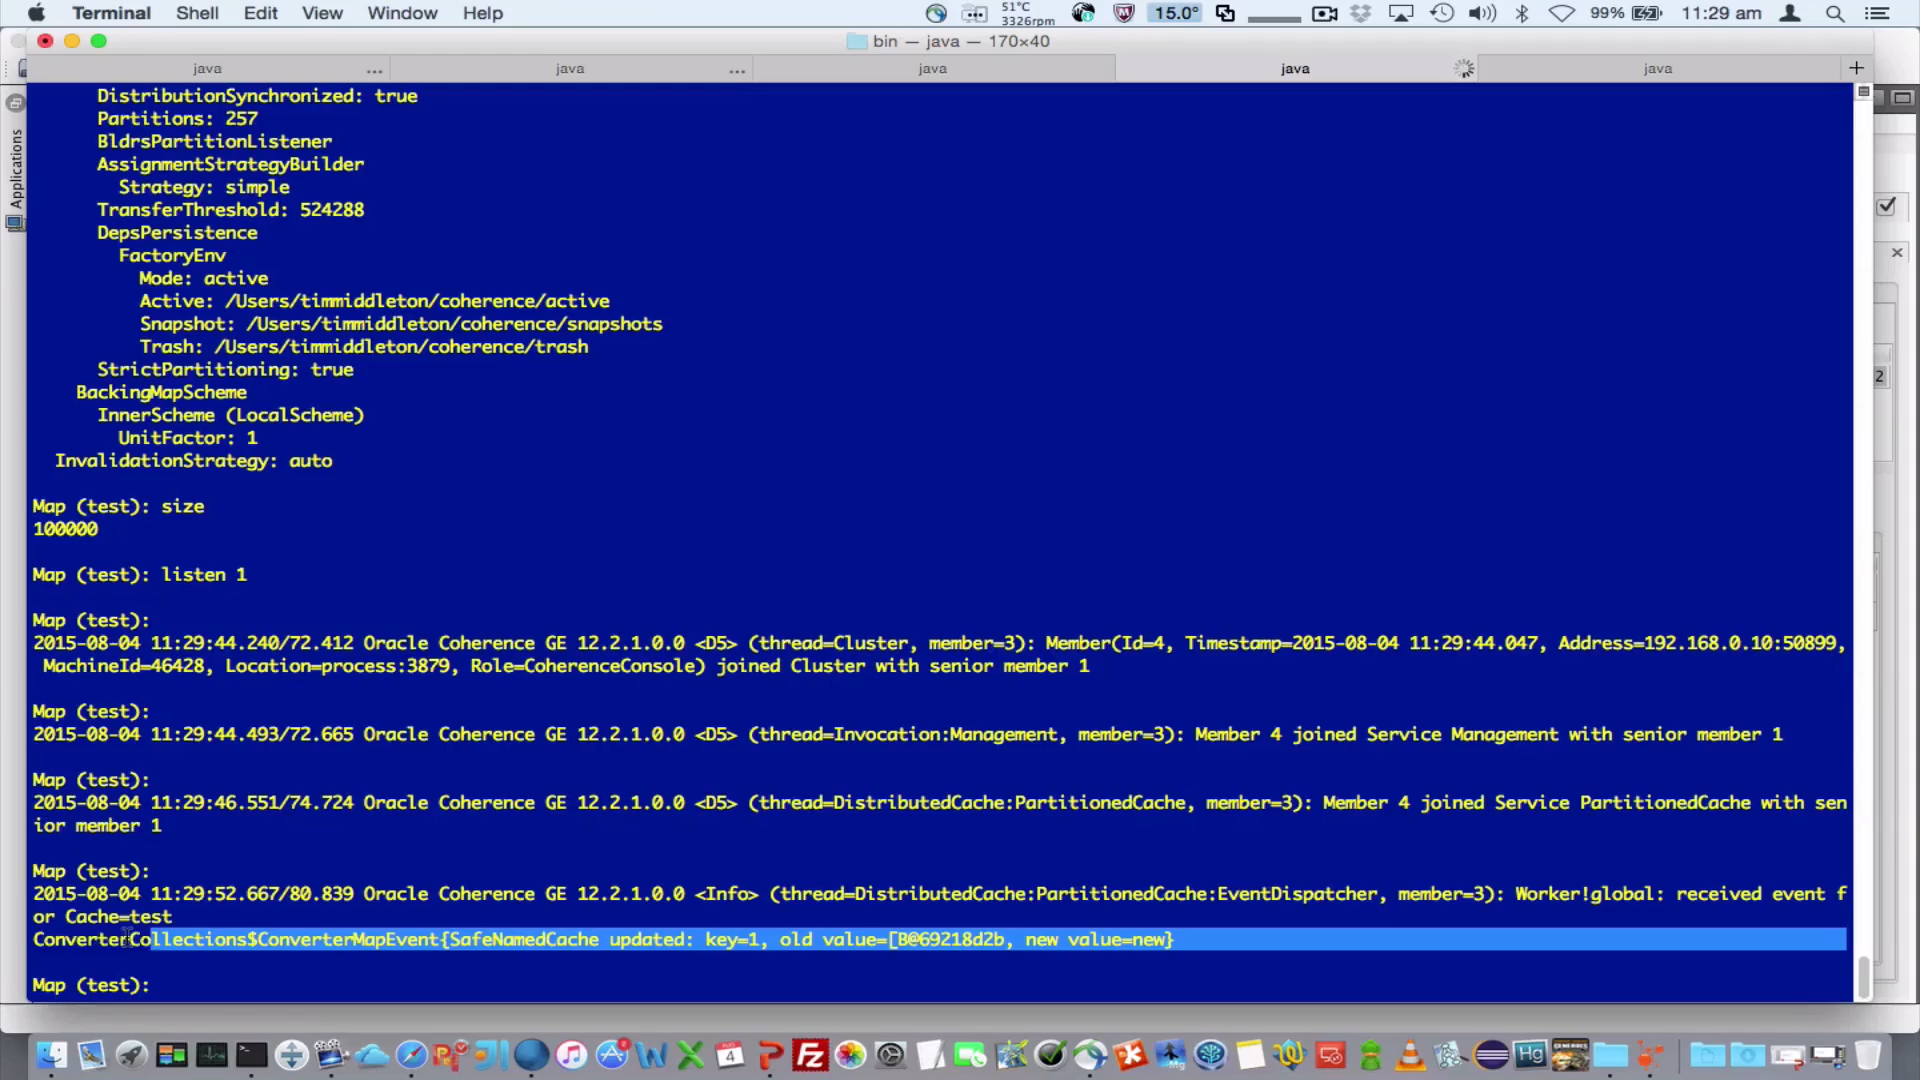 Terminal Shell Edit View Window Help 51°C 3326rpm 15.0° 99% 11:29 am
bin — java — 170×40
java ... java ... java java java +
Applications
DistributionSynchronized: true
Partitions: 257
BldrsPartitionListener
AssignmentStrategyBuilder
Strategy: simple
TransferThreshold: 524288
DepsPersistence
FactoryEnv
Mode: active
Active: /Users/timmiddleton/coherence/active
Snapshot: /Users/timmiddleton/coherence/snapshots
Trash: /Users/timmiddleton/coherence/trash
StrictPartitioning: true
2
BackingMapScheme
InnerScheme (LocalScheme)
UnitFactor: 1
InvalidationStrategy: auto
Map (test): size
100000
Map (test): listen 1
Map (test):
2015-08-04 11:29:44.240/72.412 Oracle Coherence GE 12.2.1.0.0 <D5> (thread=Cluster, member=3): Member(Id=4, Timestamp=2015-08-04 11:29:44.047, Address=192.168.0.10:50899,
MachineId=46428, Location=process:3879, Role=CoherenceConsole) joined Cluster with senior member 1
Map (test):
2015-08-04 11:29:44.493/72.665 Oracle Coherence GE 12.2.1.0.0 <D5> (thread=Invocation:Management, member=3): Member 4 joined Service Management with senior member 1
Map (test):
2015-08-04 11:29:46.551/74.724 Oracle Coherence GE 12.2.1.0.0 <D5> (thread=DistributedCache:PartitionedCache, member=3): Member 4 joined Service PartitionedCache with sen
ior member 1
Map (test):
2015-08-04 11:29:52.667/80.839 Oracle Coherence GE 12.2.1.0.0 <Info> (thread=DistributedCache:PartitionedCache:EventDispatcher, member=3): Worker!global: received event f
or Cache=test
ConverterCollections$ConverterMapEvent{SafeNamedCache updated: key=1, old value=[B@69218d2b, new value=new}
Map (test):